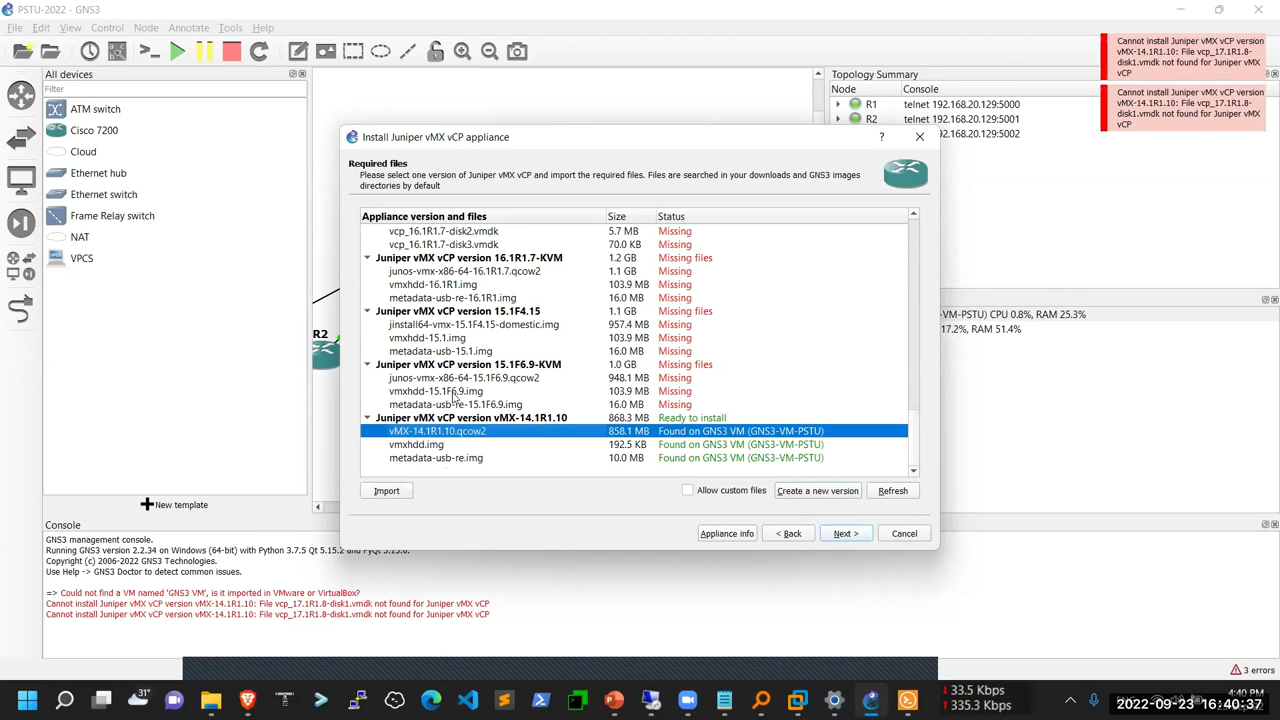 PSTU-2022 - GNS3
File Edit View Control Node Annotate Tools Help
All devices
Filter
ATM switch
Cisco 7200
Cloud
Ethernet hub
Ethernet switch
Frame Relay switch
NAT
VPCS
New template
R2
Topology Summary
Node Console
R1 telnet 192.168.20.129:5000
R2 telnet 192.168.20.129:5001
192.168.20.129:5002
Cannot install Juniper vMX vCP version
vMX-14.1R1.10: File vcp_17.1R1.8-
disk1.vmdk not found for Juniper vMX
vCP
Cannot install Juniper vMX vCP version
vMX-14.1R1.10: File vcp_17.1R1.8-
disk1.vmdk not found for Juniper vMX
vCP
-VM-PSTU) CPU 0.8%, RAM 25.3%
17.2%, RAM 51.4%
Install Juniper vMX vCP appliance
?
Required files
Please select one version of Juniper vMX vCP and import the required files. Files are searched in your downloads and GNS3 images
directories by default
Appliance version and files Size Status
vcp_16.1R1.7-disk2.vmdk 5.7 MB Missing
vcp_16.1R1.7-disk3.vmdk 70.0 KB Missing
Juniper vMX vCP version 16.1R1.7-KVM 1.2 GB Missing files
junos-vmx-x86-64-16.1R1.7.qcow2 1.1 GB Missing
vmxhdd-16.1R1.img 103.9 MB Missing
metadata-usb-re-16.1R1.img 16.0 MB Missing
Juniper vMX vCP version 15.1F4.15 1.1 GB Missing files
jinstall64-vmx-15.1F4.15-domestic.img 957.4 MB Missing
vmxhdd-15.1.img 103.9 MB Missing
metadata-usb-15.1.img 16.0 MB Missing
Juniper vMX vCP version 15.1F6.9-KVM 1.0 GB Missing files
junos-vmx-x86-64-15.1F6.9.qcow2 948.1 MB Missing
vmxhdd-15.1F6.9.img 103.9 MB Missing
metadata-usb-re-15.1F6.9.img 16.0 MB Missing
Juniper vMX vCP version vMX-14.1R1.10 868.3 MB Ready to install
vMX-14.1R1.10.qcow2 858.1 MB Found on GNS3 VM (GNS3-VM-PSTU)
vmxhdd.img 192.5 KB Found on GNS3 VM (GNS3-VM-PSTU)
metadata-usb-re.img 10.0 MB Found on GNS3 VM (GNS3-VM-PSTU)
Import Allow custom files Create a new version Refresh
Appliance info < Back Next > Cancel
Console
GNS3 management console.
Running GNS3 version 2.2.34 on Windows (64-bit) with Python 3.7.5 Qt 5.15.2 and PyQt 5.15.6.
Copyright (c) 2006-2022 GNS3 Technologies.
Use Help -> GNS3 Doctor to detect common issues.
=> Could not find a VM named 'GNS3 VM', is it imported in VMware or VirtualBox?
Cannot install Juniper vMX vCP version vMX-14.1R1.10: File vcp_17.1R1.8-disk1.vmdk not found for Juniper vMX vCP
Cannot install Juniper vMX vCP version vMX-14.1R1.10: File vcp_17.1R1.8-disk1.vmdk not found for Juniper vMX vCP
3 errors
31°
33.5 Kbps
335.3 Kbps
4:40 PM
2022-09-23 16:40:37